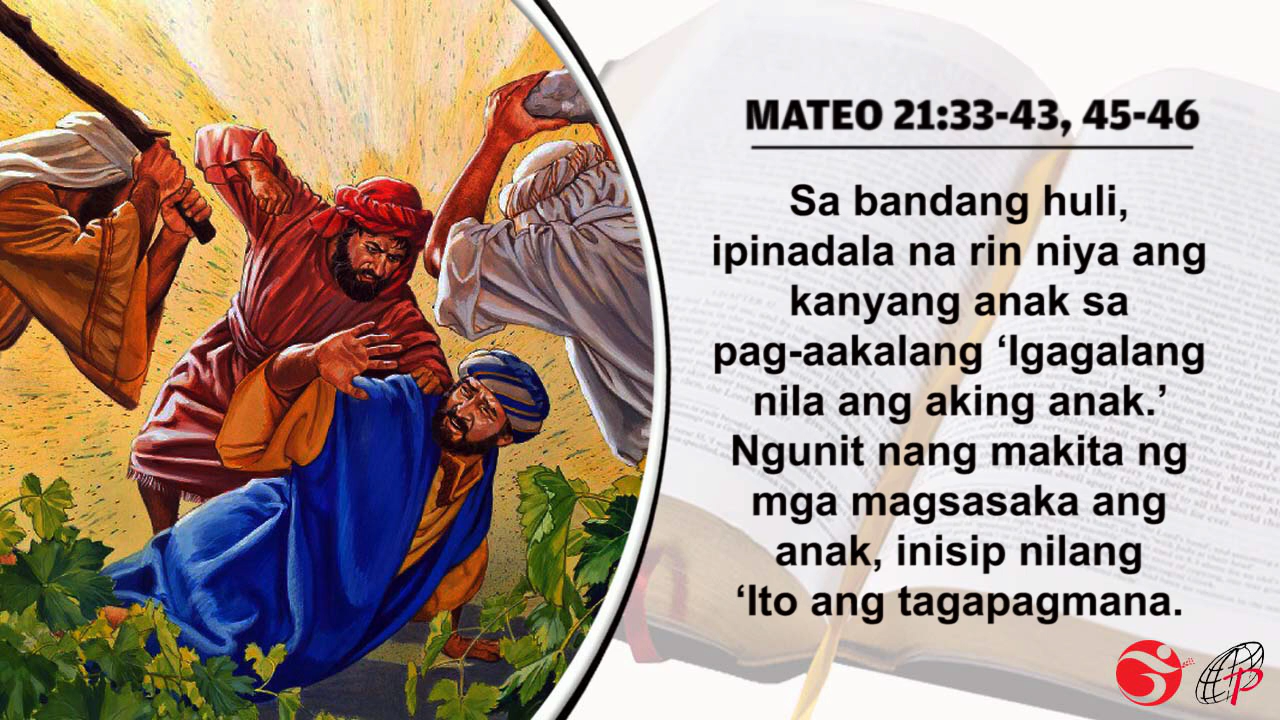 MATEO 21:33-43, 45-46
Sa bandang huli,
ipinadala na rin niya ang
kanyang anak sa
pag-aakalang ‘Igagalang
nila ang aking anak.’
Ngunit nang makita ng
mga magsasaka ang
anak, inisip nilang
‘Ito ang tagapagmana.